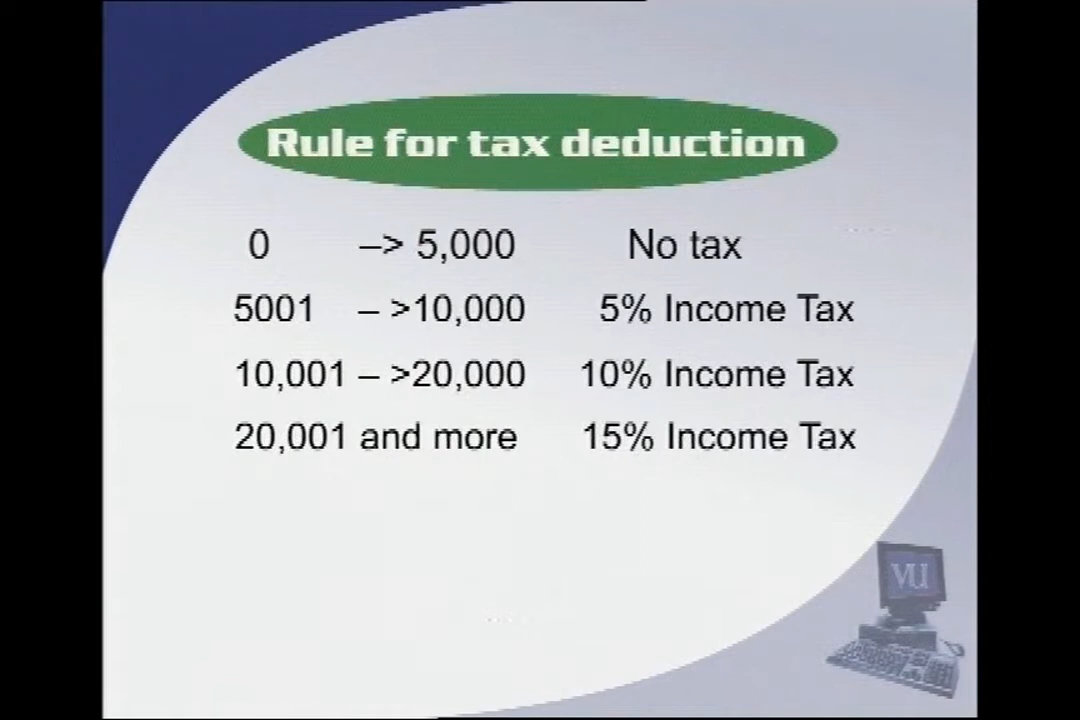 Rule for tax deduction
0 –> 5,000 No tax
5001 – >10,000 5% Income Tax
10,001 – >20,000 10% Income Tax
20,001 and more 15% Income Tax
VU